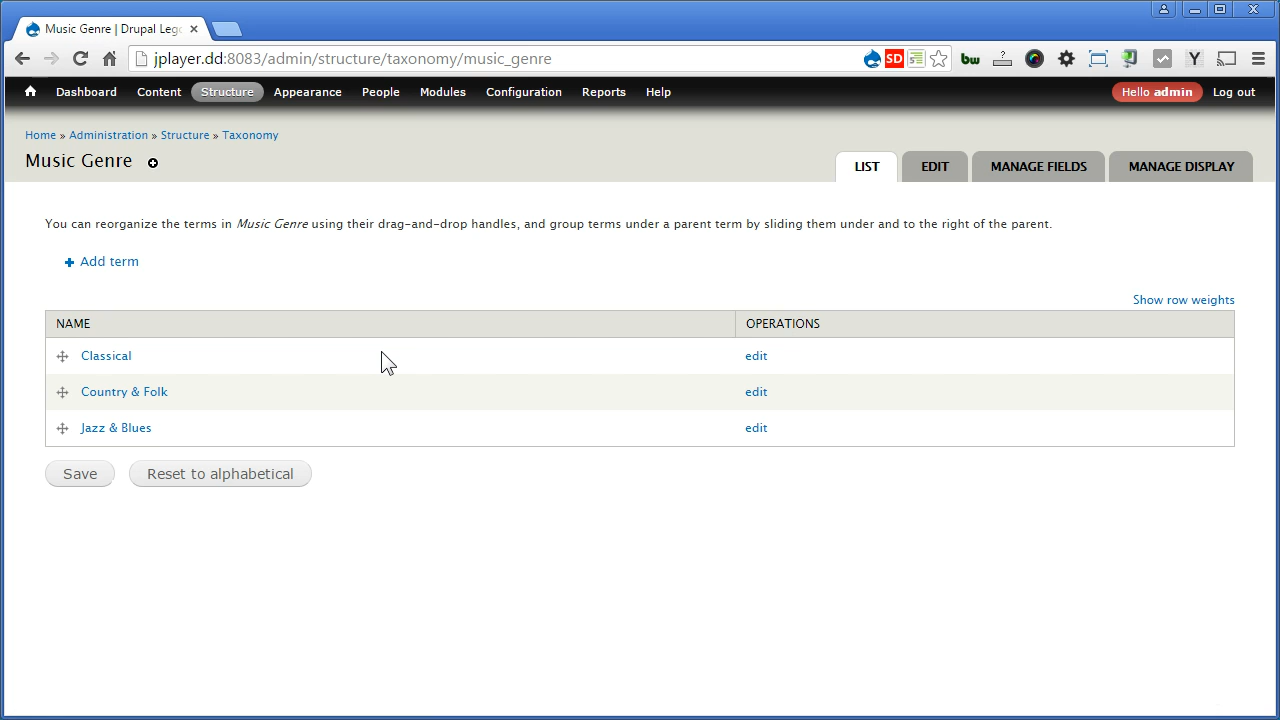 Music Genre | Drupal Leg
jplayer.dd:8083/admin/structure/taxonomy/music_genre
SD
bw
Y
Dashboard Content Structure Appearance People Modules Configuration Reports Help Hello admin Log out
Home » Administration » Structure » Taxonomy
Music Genre
LIST EDIT MANAGE FIELDS MANAGE DISPLAY
You can reorganize the terms in Music Genre using their drag-and-drop handles, and group terms under a parent term by sliding them under and to the right of the parent.
Add term
Show row weights
NAME OPERATIONS
Classical edit
Country & Folk edit
Jazz & Blues edit
Save Reset to alphabetical